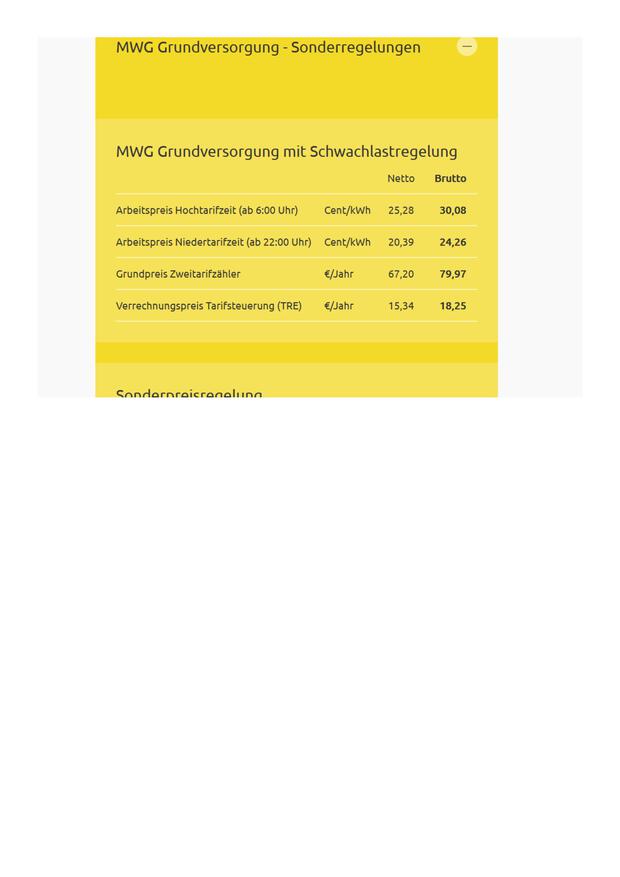 MWG Grundversorgung - Sonderregelungen
MWG Grundversorgung mit Schwachlastregelung
Netto Brutto
Arbeitspreis Hochtarifzeit (ab 6:00 Uhr) Cent/kWh 25,28 30,08
Arbeitspreis Niedertarifzeit (ab 22:00 Uhr) Cent/kWh 20,39 24,26
Grundpreis Zweitarifzähler €/Jahr 67,20 79,97
Verrechnungspreis Tarifsteuerung (TRE) €/Jahr 15,34 18,25
Sonderpreisregelung